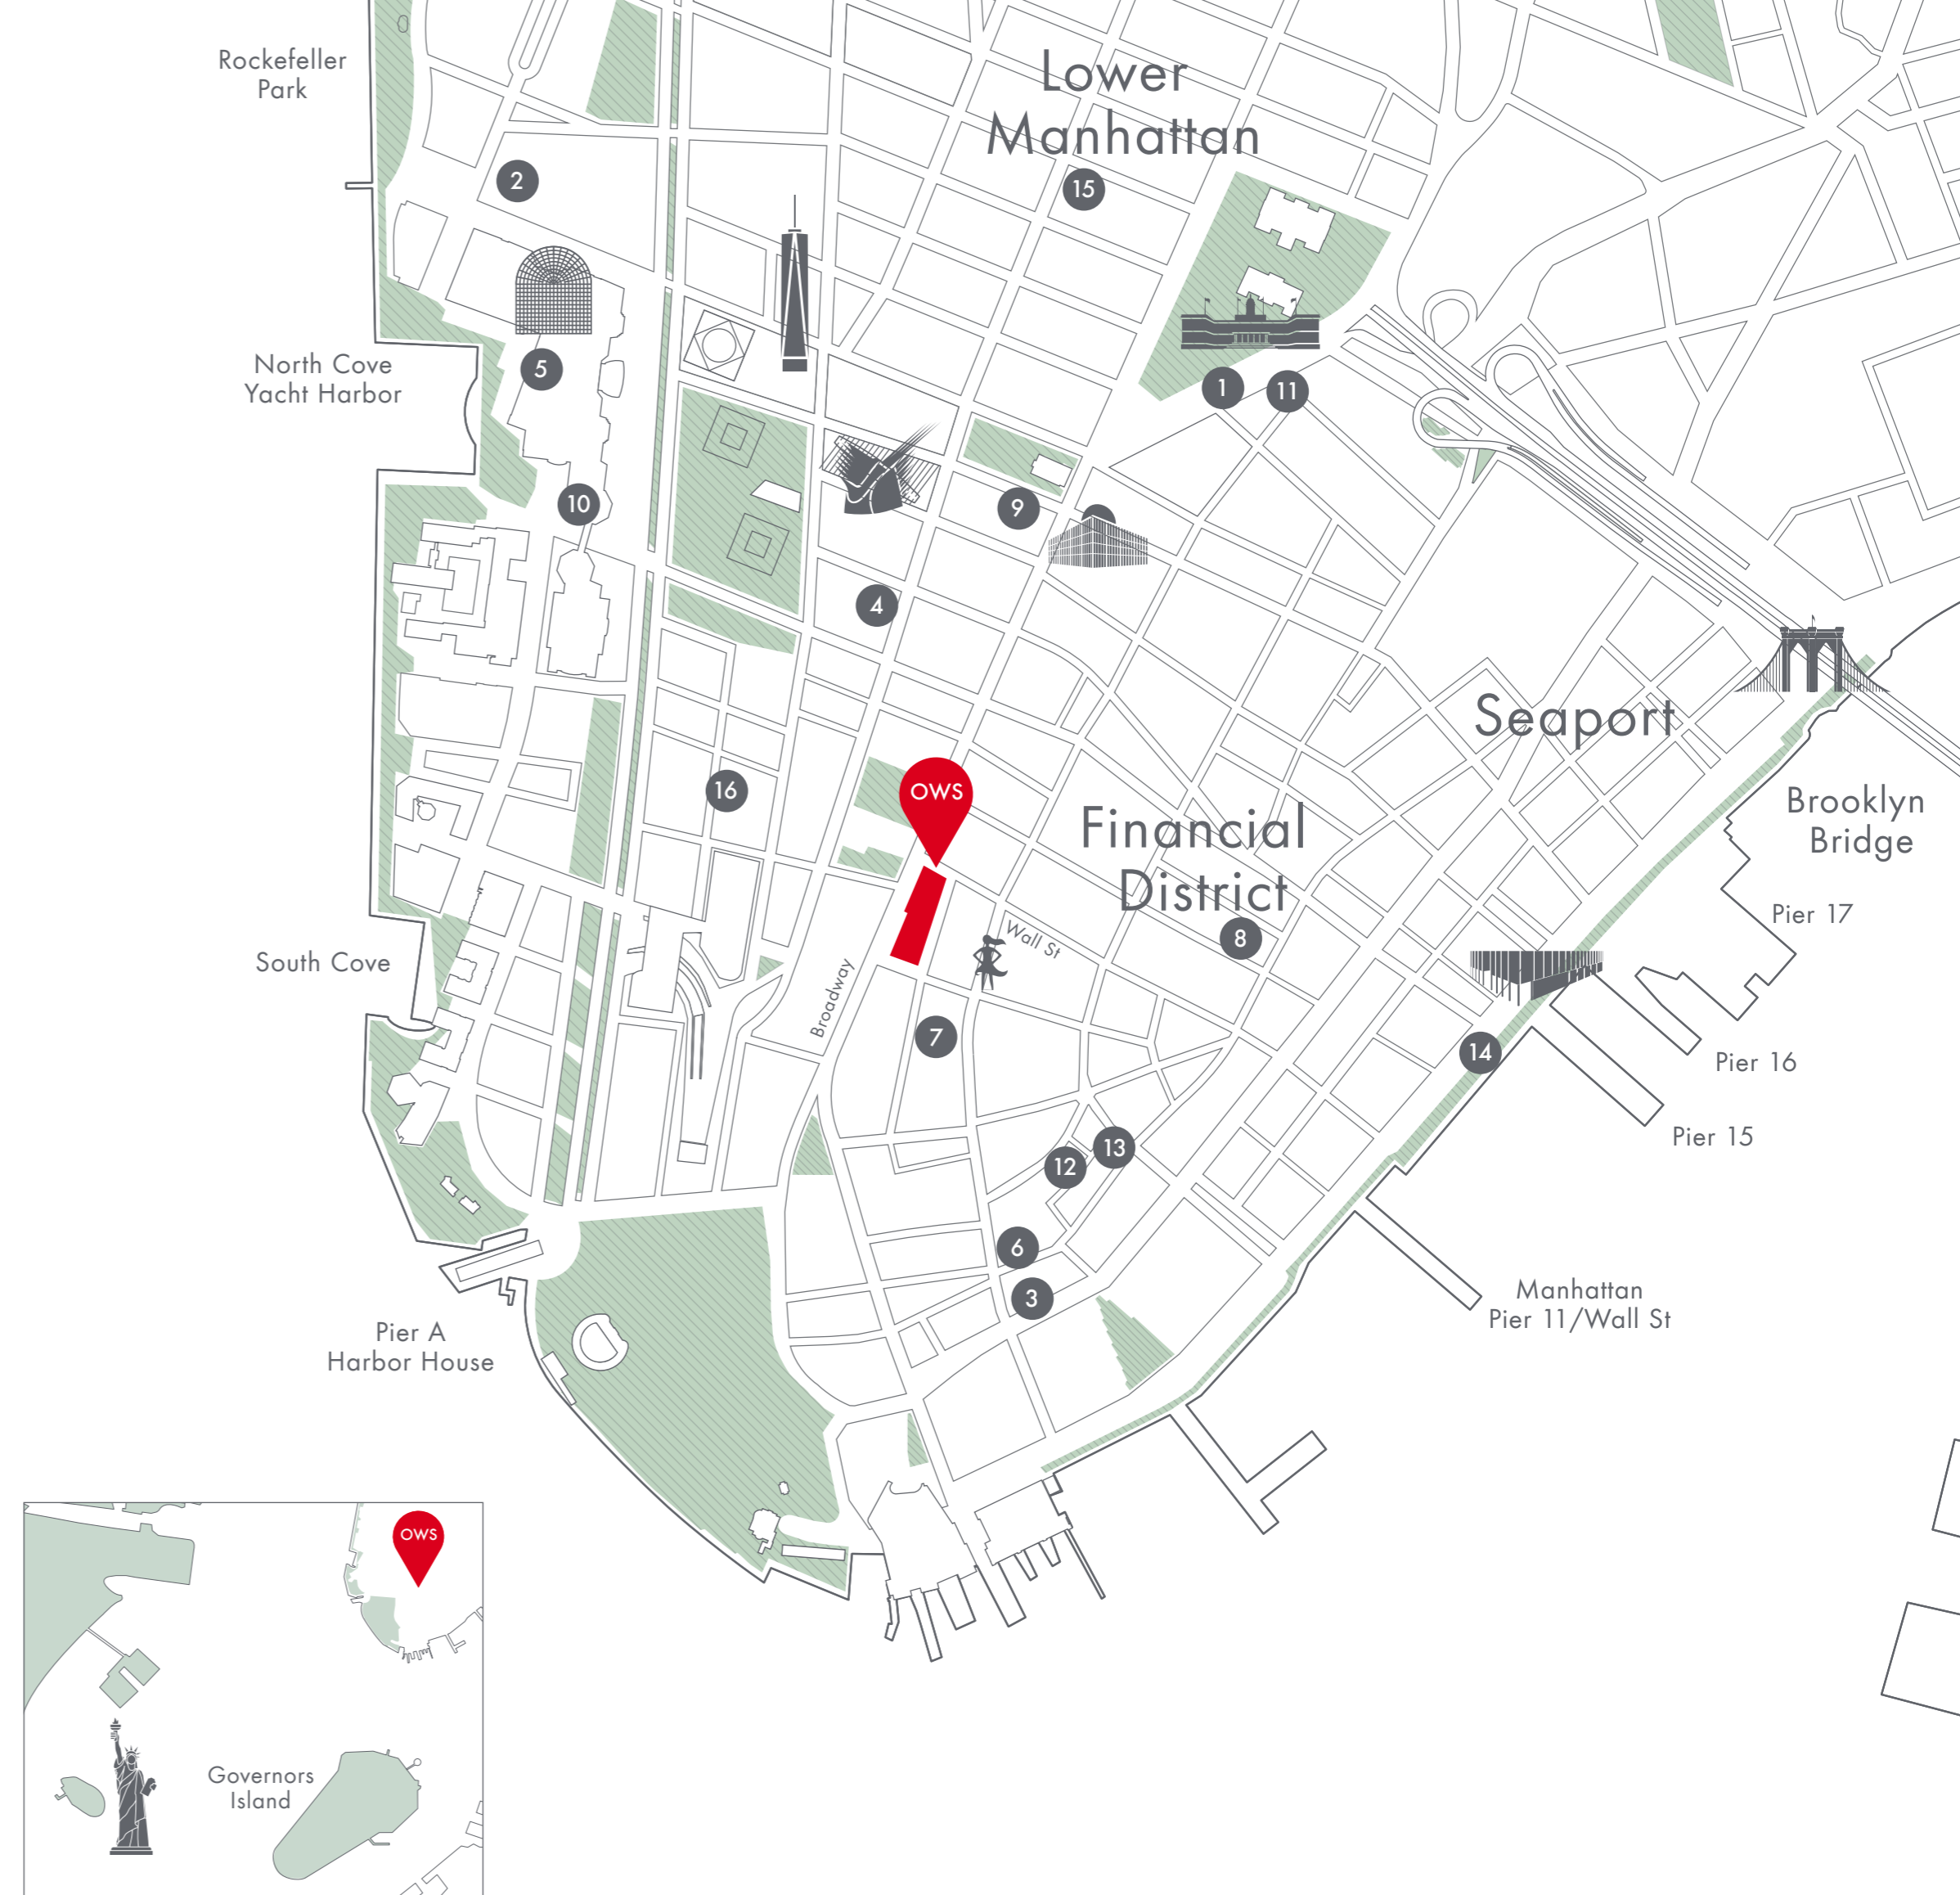 Rockefeller
Park
Lower
Manhattan
2
15
North Cove
Yacht Harbor
5
1
11
10
9
4
Seaport
16
OWS
Financial
District
Brooklyn
Bridge
Pier 17
8
Wall St
South Cove
Broadway
7
14
Pier 16
Pier 15
13
12
6
3
Manhattan
Pier 11/Wall St
Pier A
Harbor House
OWS
Governors
Island